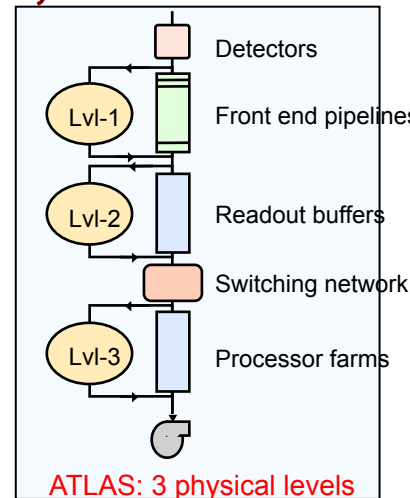 Detectors
Lvl-1
Front end pipelines
Lvl-2
Readout buffers
Switching network
Lvl-3
Processor farms
ATLAS: 3 physical levels